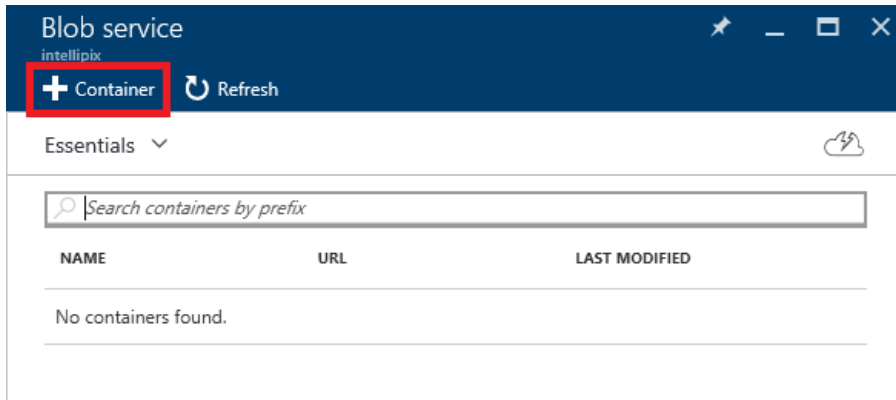 Blob service
intellipix
Container Refresh
Essentials
Search containers by prefix
NAME URL LAST MODIFIED
No containers found.